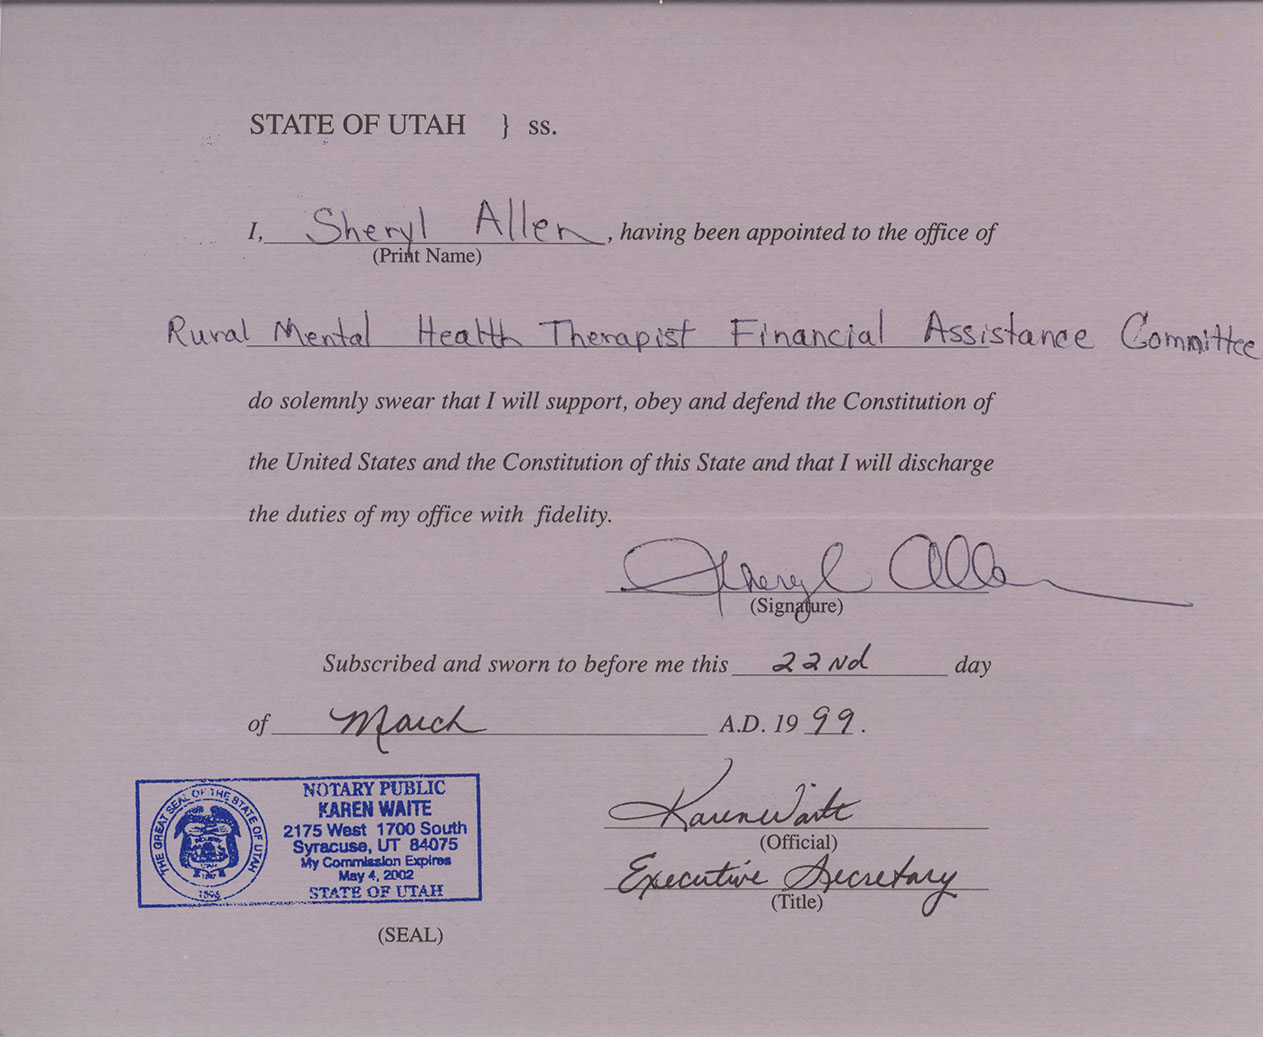 STATE OF UTAH } ss.
I, Sheryl Allen, having been appointed to the office of
(Print Name)
Rural Mental Health Therapist Financial Assistance Committee
do solemnly swear that I will support, obey and defend the Constitution of
the United States and the Constitution of this State and that I will discharge
the duties of my office with fidelity.
Sheryl Allen
(Signature)
Subscribed and sworn to before me this 22nd day
of March A.D. 1999.
THE GREAT SEAL OF THE STATE OF UTAH
1896
NOTARY PUBLIC
KAREN WAITE
2175 West 1700 South
Syracuse, UT 84075
My Commission Expires
May 4, 2002
STATE OF UTAH
(SEAL)
Karen Waite
(Official)
Executive Secretary
(Title)